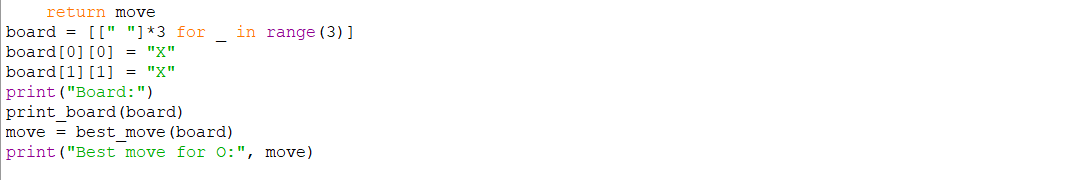 return move
board = [[" "]*3 for _ in range(3)]
board[0][0] = "X"
board[1][1] = "X"
print("Board:")
print_board(board)
move = best_move(board)
print("Best move for O:", move)